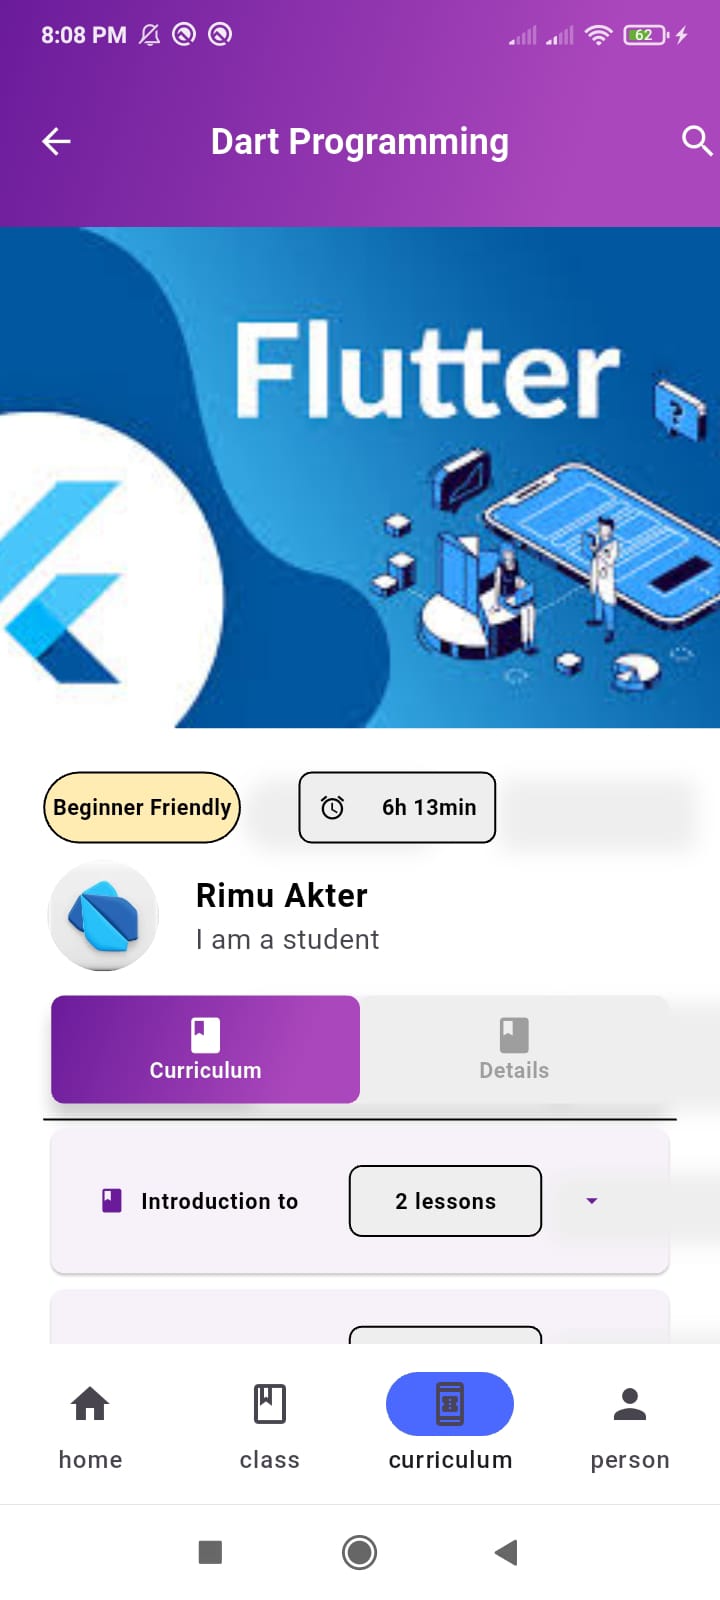 8:08 PM 62
Dart Programming
Flutter
?
Beginner Friendly
6h 13min
Rimu Akter
I am a student
Curriculum
Details
Introduction to
2 lessons
home
class
curriculum
person